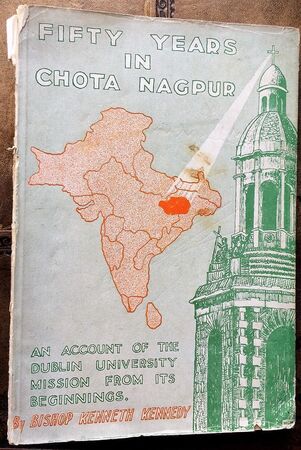 FIFTY YEARS
IN
CHOTA NAGPUR
AN ACCOUNT OF THE
DUBLIN UNIVERSITY
MISSION FROM ITS
BEGINNINGS.
By BISHOP KENNETH KENNEDY